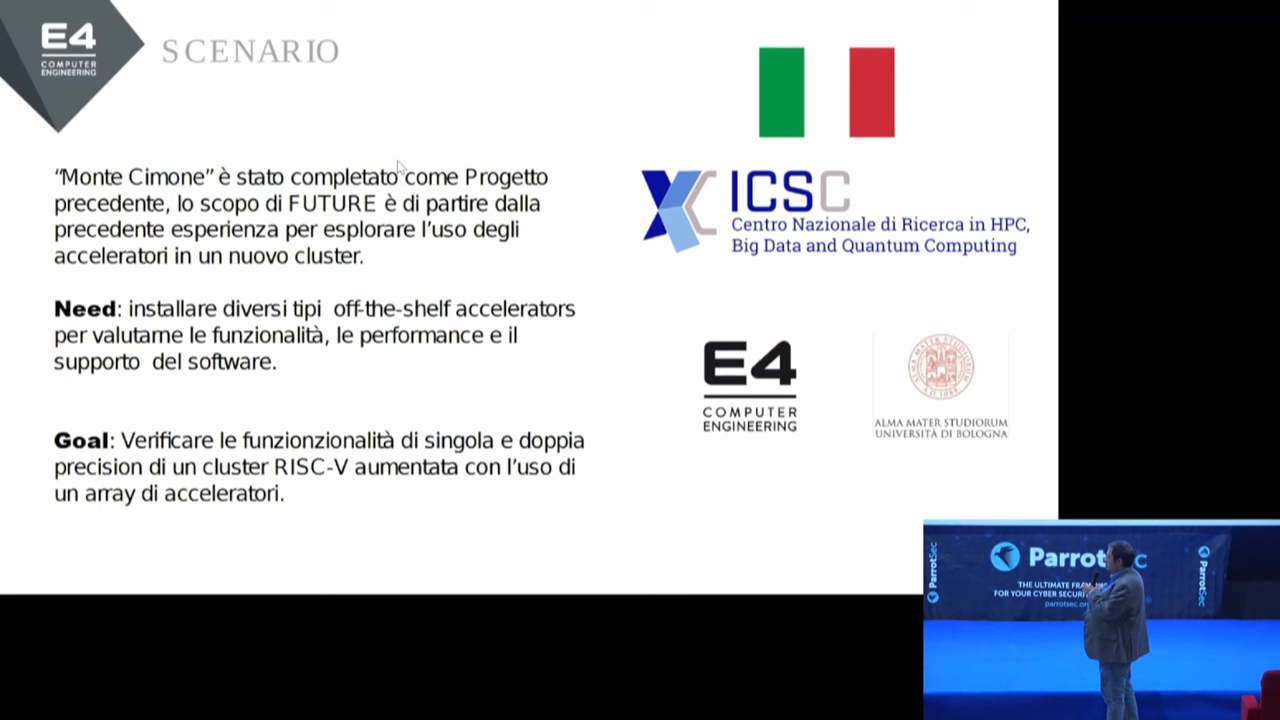 E4
COMPUTER
ENGINEERING
SCENARIO
“Monte Cimone” è stato completato come Progetto
precedente, lo scopo di FUTURE è di partire dalla
precedente esperienza per esplorare l’uso degli
acceleratori in un nuovo cluster.
Need: installare diversi tipi off-the-shelf accelerators
per valutarne le funzionalità, le performance e il
supporto del software.
Goal: Verificare le funzionzionalità di singola e doppia
precision di un cluster RISC-V aumentata con l’uso di
un array di acceleratori.
ICSC
Centro Nazionale di Ricerca in HPC,
Big Data and Quantum Computing
E4
COMPUTER
ENGINEERING
ALMA MATER STUDIORUM
A.D. 1088
ALMA MATER STUDIORUM
UNIVERSITÀ DI BOLOGNA
ParrotSec
Parrot c
THE ULTIMATE
FOR YOUR CYBER
parrotsec.or
ParrotSec